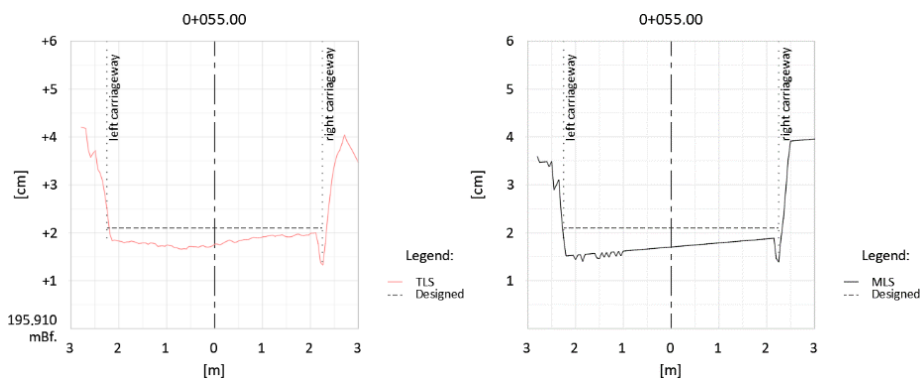 0+055.00
+6
+5
+4
+3
+2
+1
195,910
mBf.
[cm]
left carriageway
right carriageway
3 2 1 0 1 2 3
[m]
Legend:
TLS
Designed
0+055.00
6
5
4
3
2
1
[cm]
left carriageway
right carriageway
3 2 1 0 1 2 3
[m]
Legend:
MLS
Designed